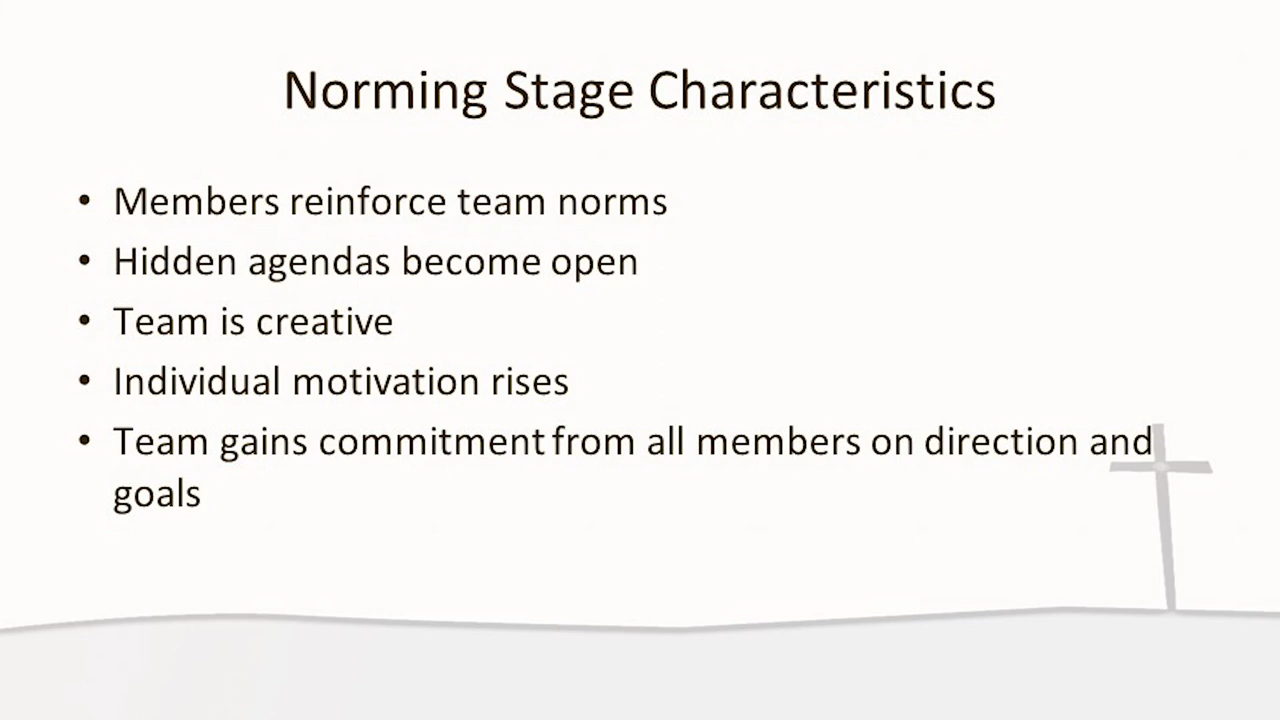 Norming Stage Characteristics
• Members reinforce team norms
• Hidden agendas become open
• Team is creative
• Individual motivation rises
• Team gains commitment from all members on direction and
goals